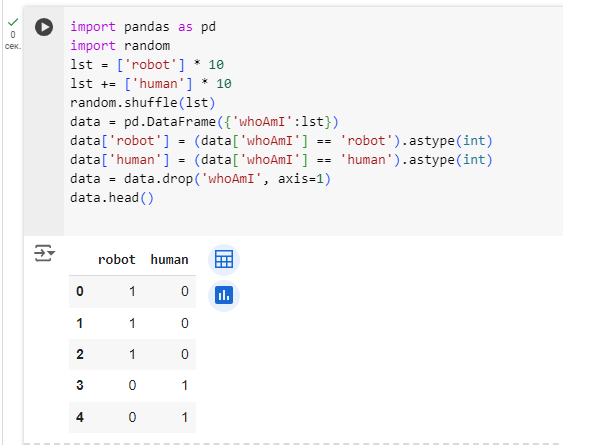 0
сек.
import pandas as pd
import random
lst = ['robot'] * 10
lst += ['human'] * 10
random.shuffle(lst)
data = pd.DataFrame({'whoAmI':lst})
data['robot'] = (data['whoAmI'] == 'robot').astype(int)
data['human'] = (data['whoAmI'] == 'human').astype(int)
data = data.drop('whoAmI', axis=1)
data.head()
robot human
0 1 0
1 1 0
2 1 0
3 0 1
4 0 1